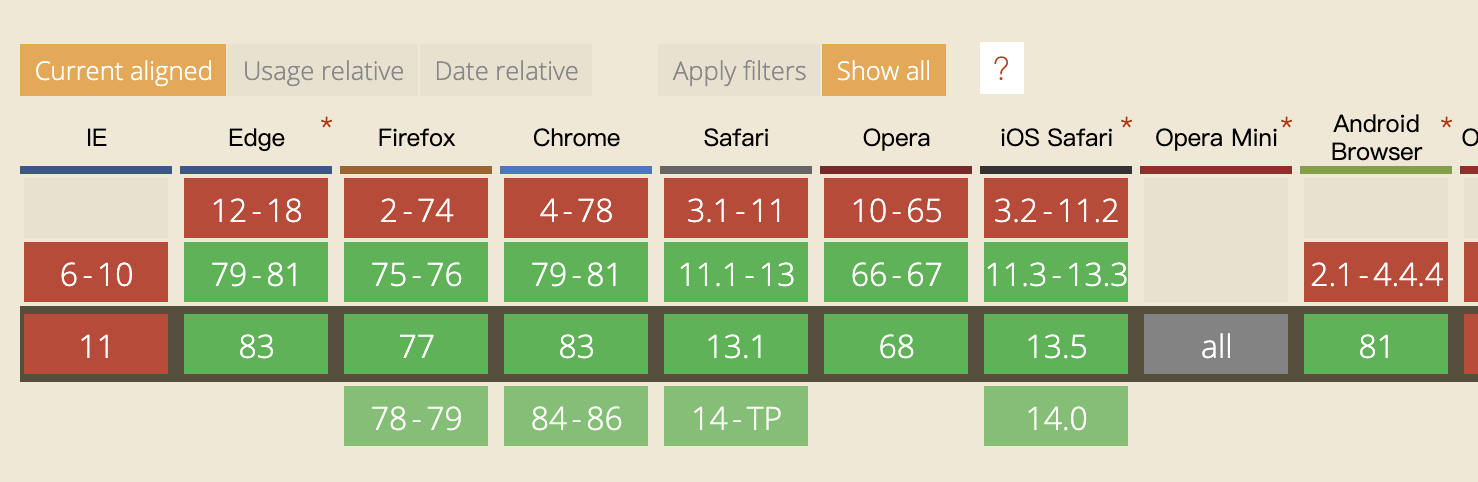 Current aligned Usage relative Date relative Apply filters Show all ?
IE Edge * Firefox Chrome Safari Opera iOS Safari * Opera Mini * Android Browser *
12-18 2-74 4-78 3.1-11 10-65 3.2-11.2
6-10 79-81 75-76 79-81 11.1-13 66-67 11.3-13.3 2.1-4.4.4
11 83 77 83 13.1 68 13.5 all 81
78-79 84-86 14-TP 14.0